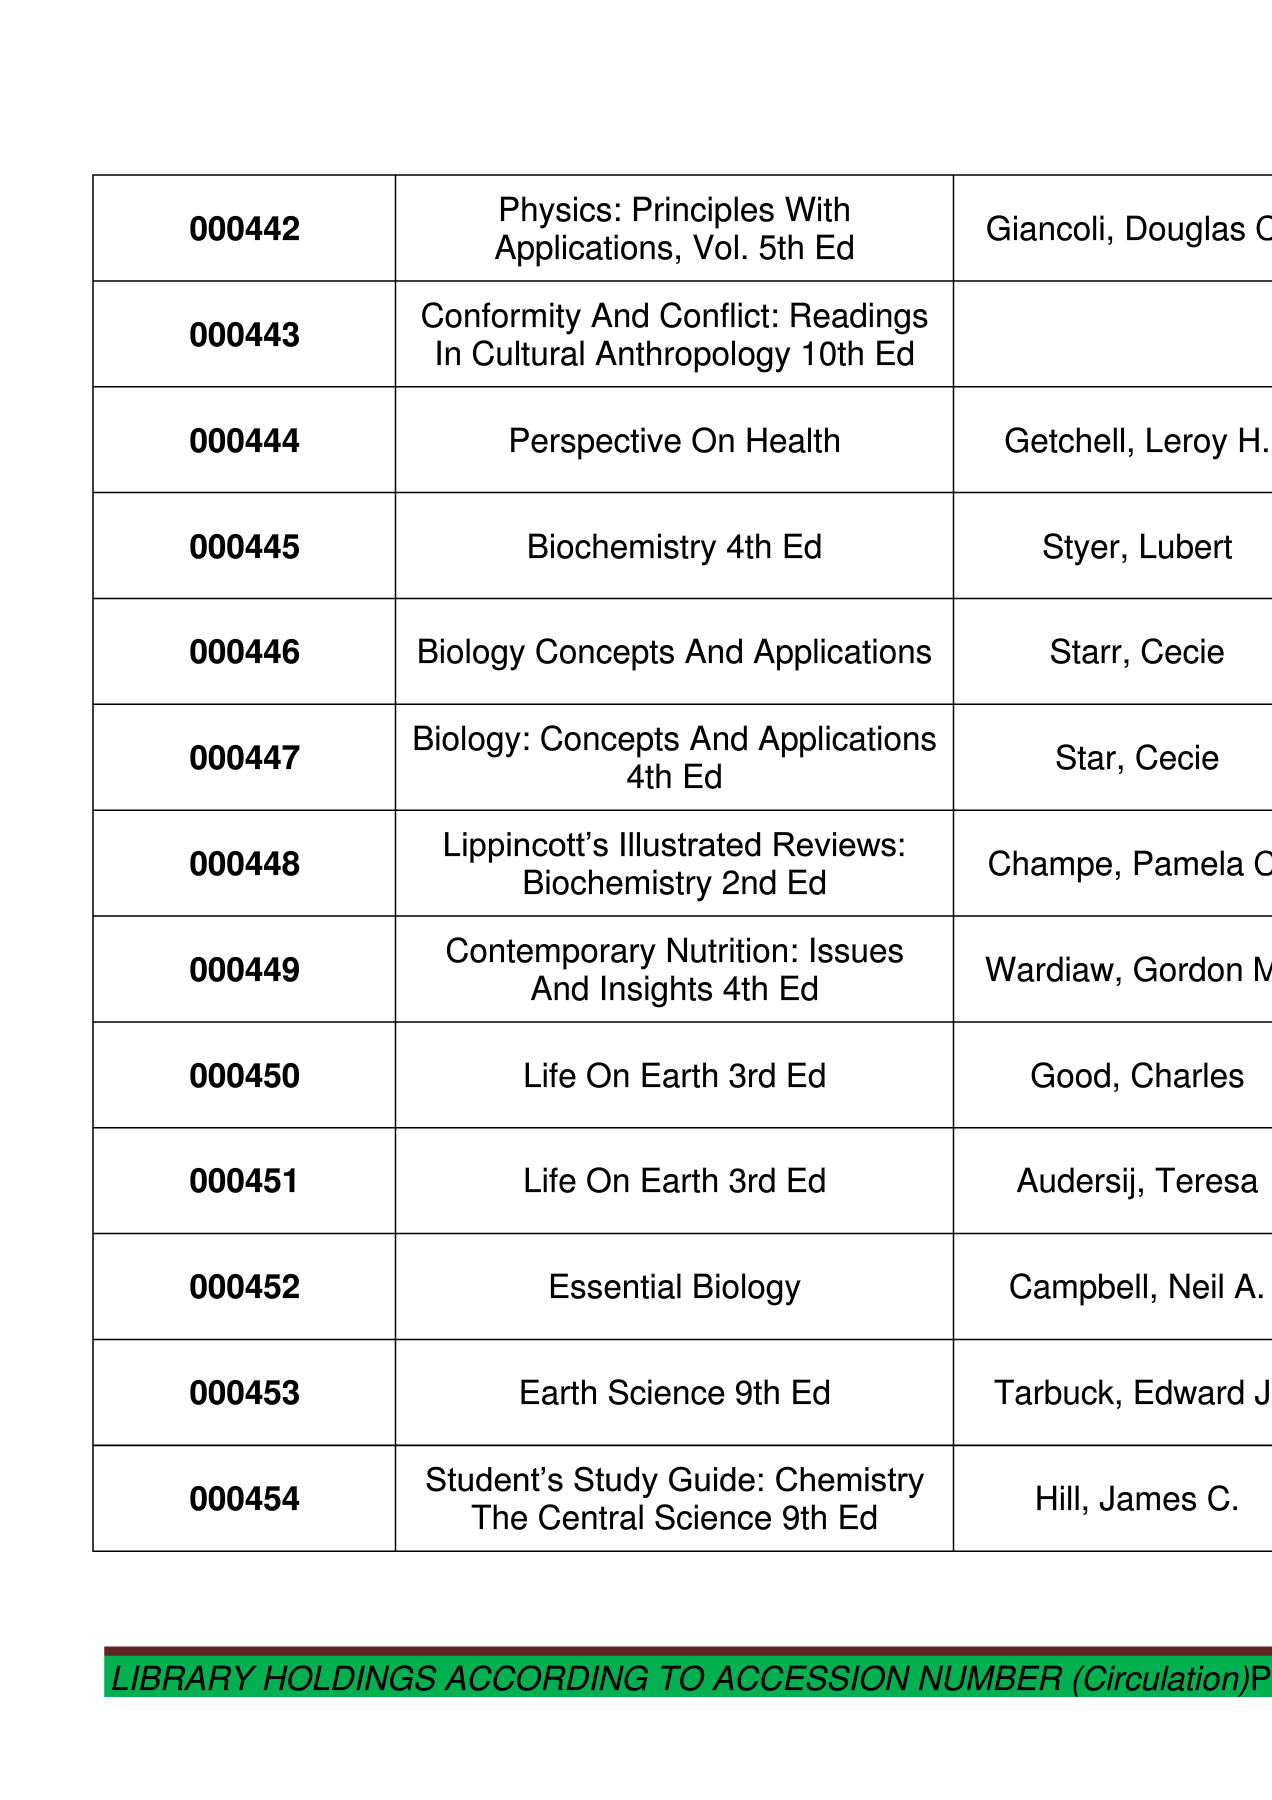 000442
Physics: Principles With
Applications, Vol. 5th Ed
Giancoli, Douglas C
000443
Conformity And Conflict: Readings
In Cultural Anthropology 10th Ed
000444
Perspective On Health
Getchell, Leroy H.
000445
Biochemistry 4th Ed
Styer, Lubert
000446
Biology Concepts And Applications
Starr, Cecie
000447
Biology: Concepts And Applications
4th Ed
Star, Cecie
000448
Lippincott’s Illustrated Reviews:
Biochemistry 2nd Ed
Champe, Pamela C
000449
Contemporary Nutrition: Issues
And Insights 4th Ed
Wardiaw, Gordon M
000450
Life On Earth 3rd Ed
Good, Charles
000451
Life On Earth 3rd Ed
Audersij, Teresa
000452
Essential Biology
Campbell, Neil A.
000453
Earth Science 9th Ed
Tarbuck, Edward J
000454
Student’s Study Guide: Chemistry
The Central Science 9th Ed
Hill, James C.
LIBRARY HOLDINGS ACCORDING TO ACCESSION NUMBER (Circulation)P